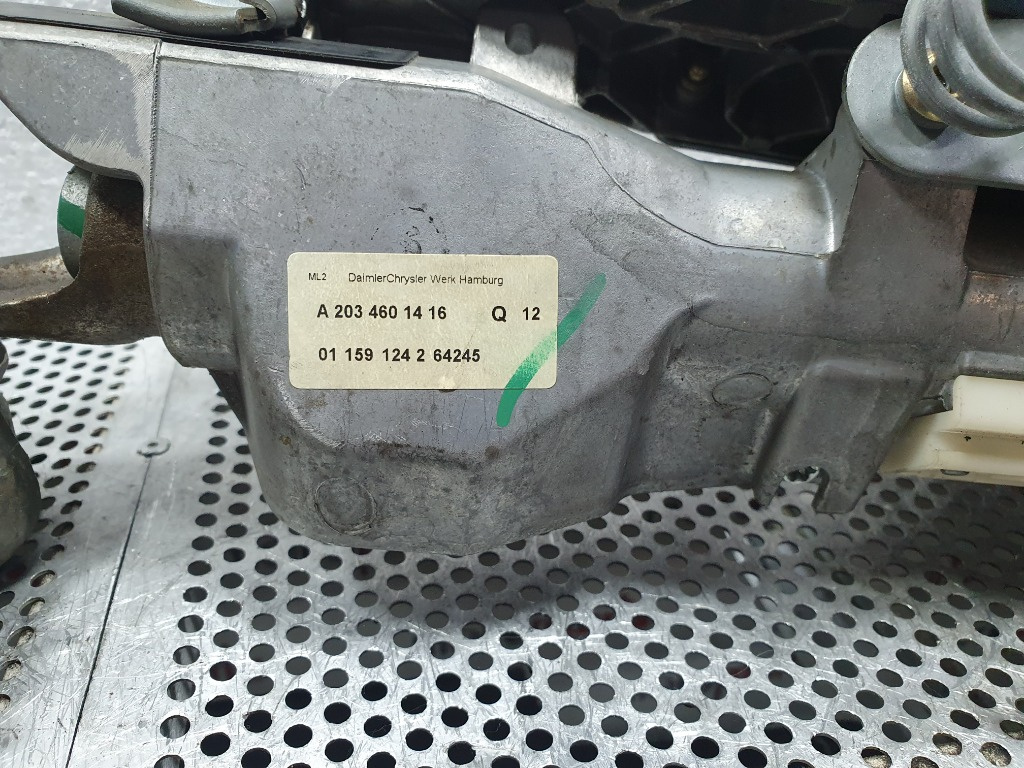 ML2 DaimlerChrysler Werk Hamburg
A 203 460 14 16 Q 12
01 159 124 2 64245